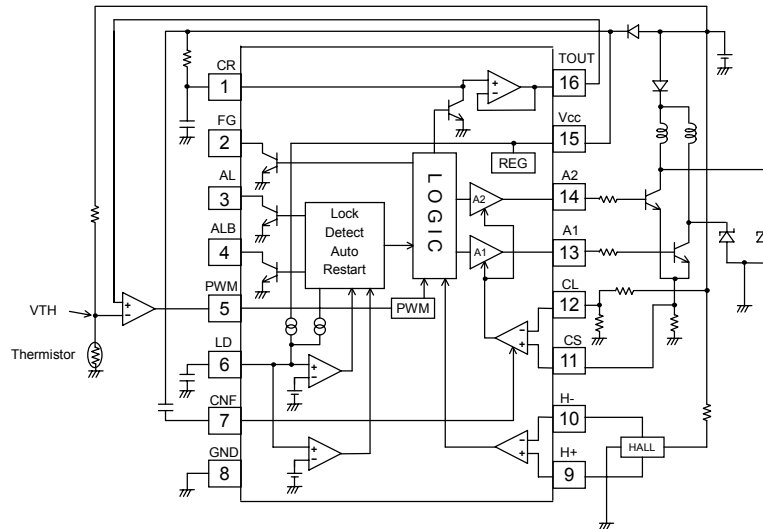 CR
1
TOUT
16
FG
2
Vcc
15
REG
AL
3
A2
14
A2
LOGIC
Lock
Detect
Auto
Restart
ALB
4
A1
13
A1
PWM
5
PWM
CL
12
VTH
Thermistor
CS
11
LD
6
CNF
7
H-
10
GND
8
H+
9
HALL